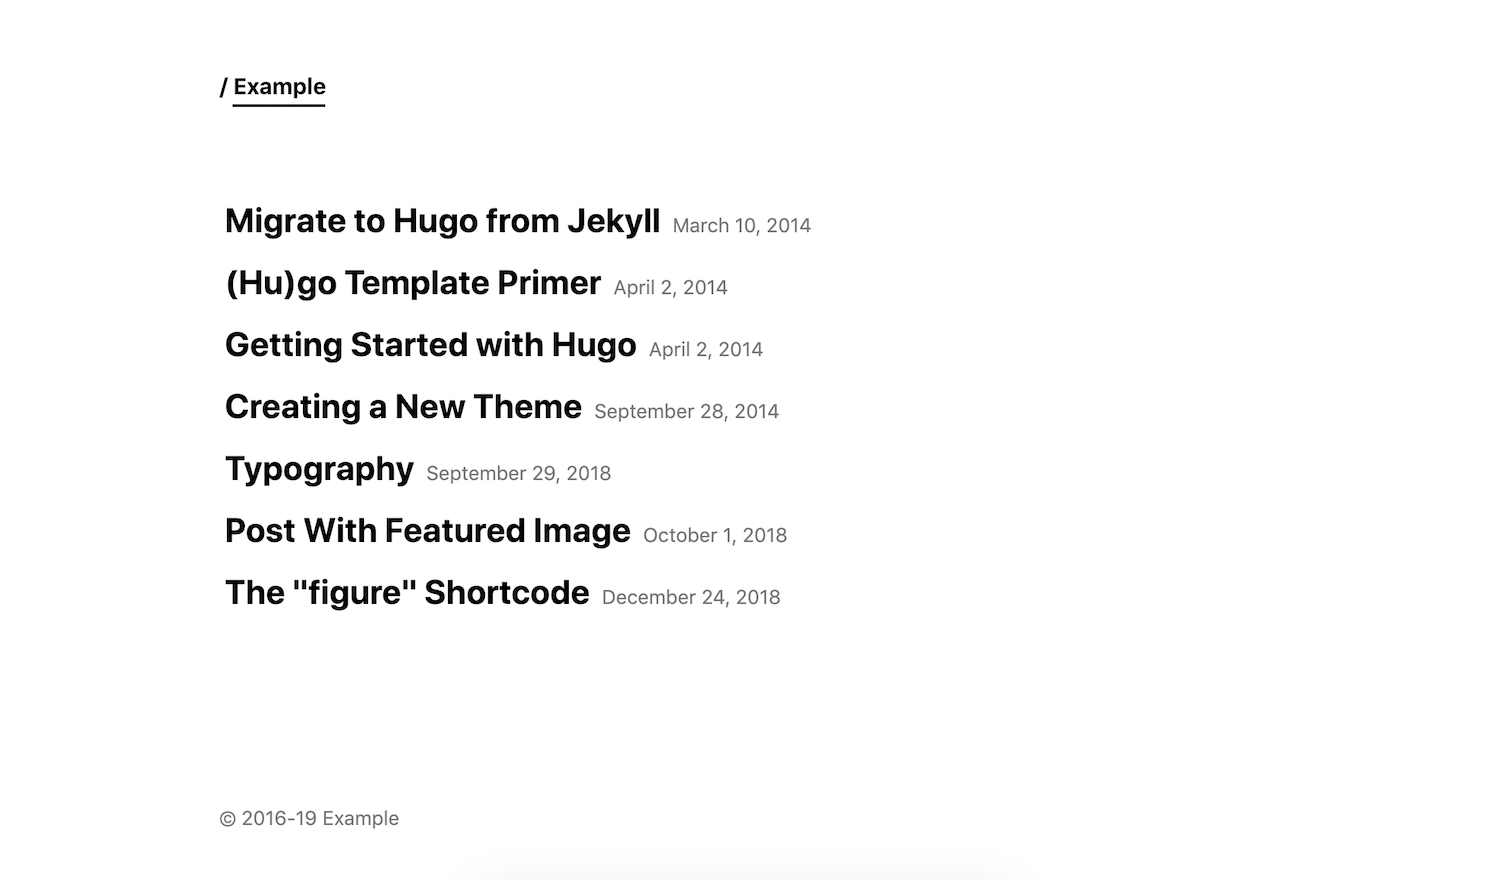 / Example
Migrate to Hugo from Jekyll March 10, 2014
(Hu)go Template Primer April 2, 2014
Getting Started with Hugo April 2, 2014
Creating a New Theme September 28, 2014
Typography September 29, 2018
Post With Featured Image October 1, 2018
The "figure" Shortcode December 24, 2018
© 2016-19 Example